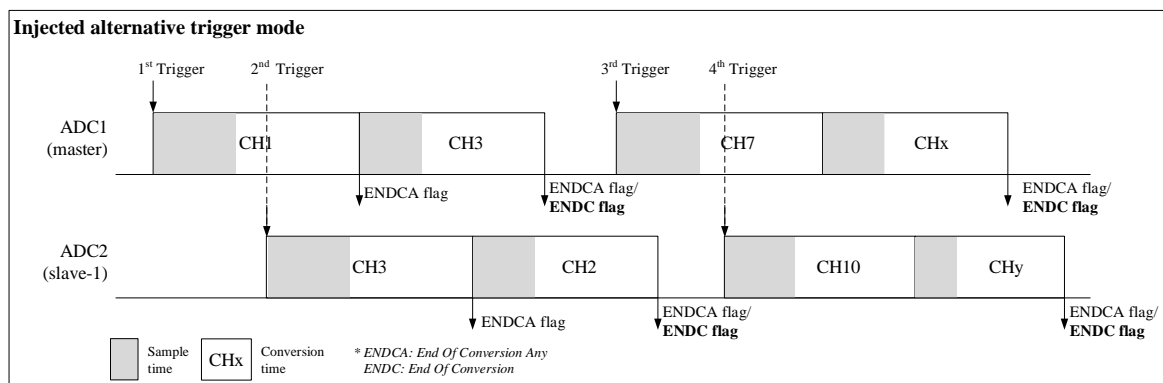 Injected alternative trigger mode
1st Trigger
2nd Trigger
3rd Trigger
4th Trigger
ADC1
(master)
CH1
CH3
CH7
CHx
ENDCA flag
ENDCA flag/
ENDC flag
ENDCA flag/
ENDC flag
ADC2
(slave-1)
CH3
CH2
CH10
CHy
ENDCA flag
ENDCA flag/
ENDC flag
ENDCA flag/
ENDC flag
Sample
time
CHx
Conversion
time
* ENDCA: End Of Conversion Any
ENDC: End Of Conversion